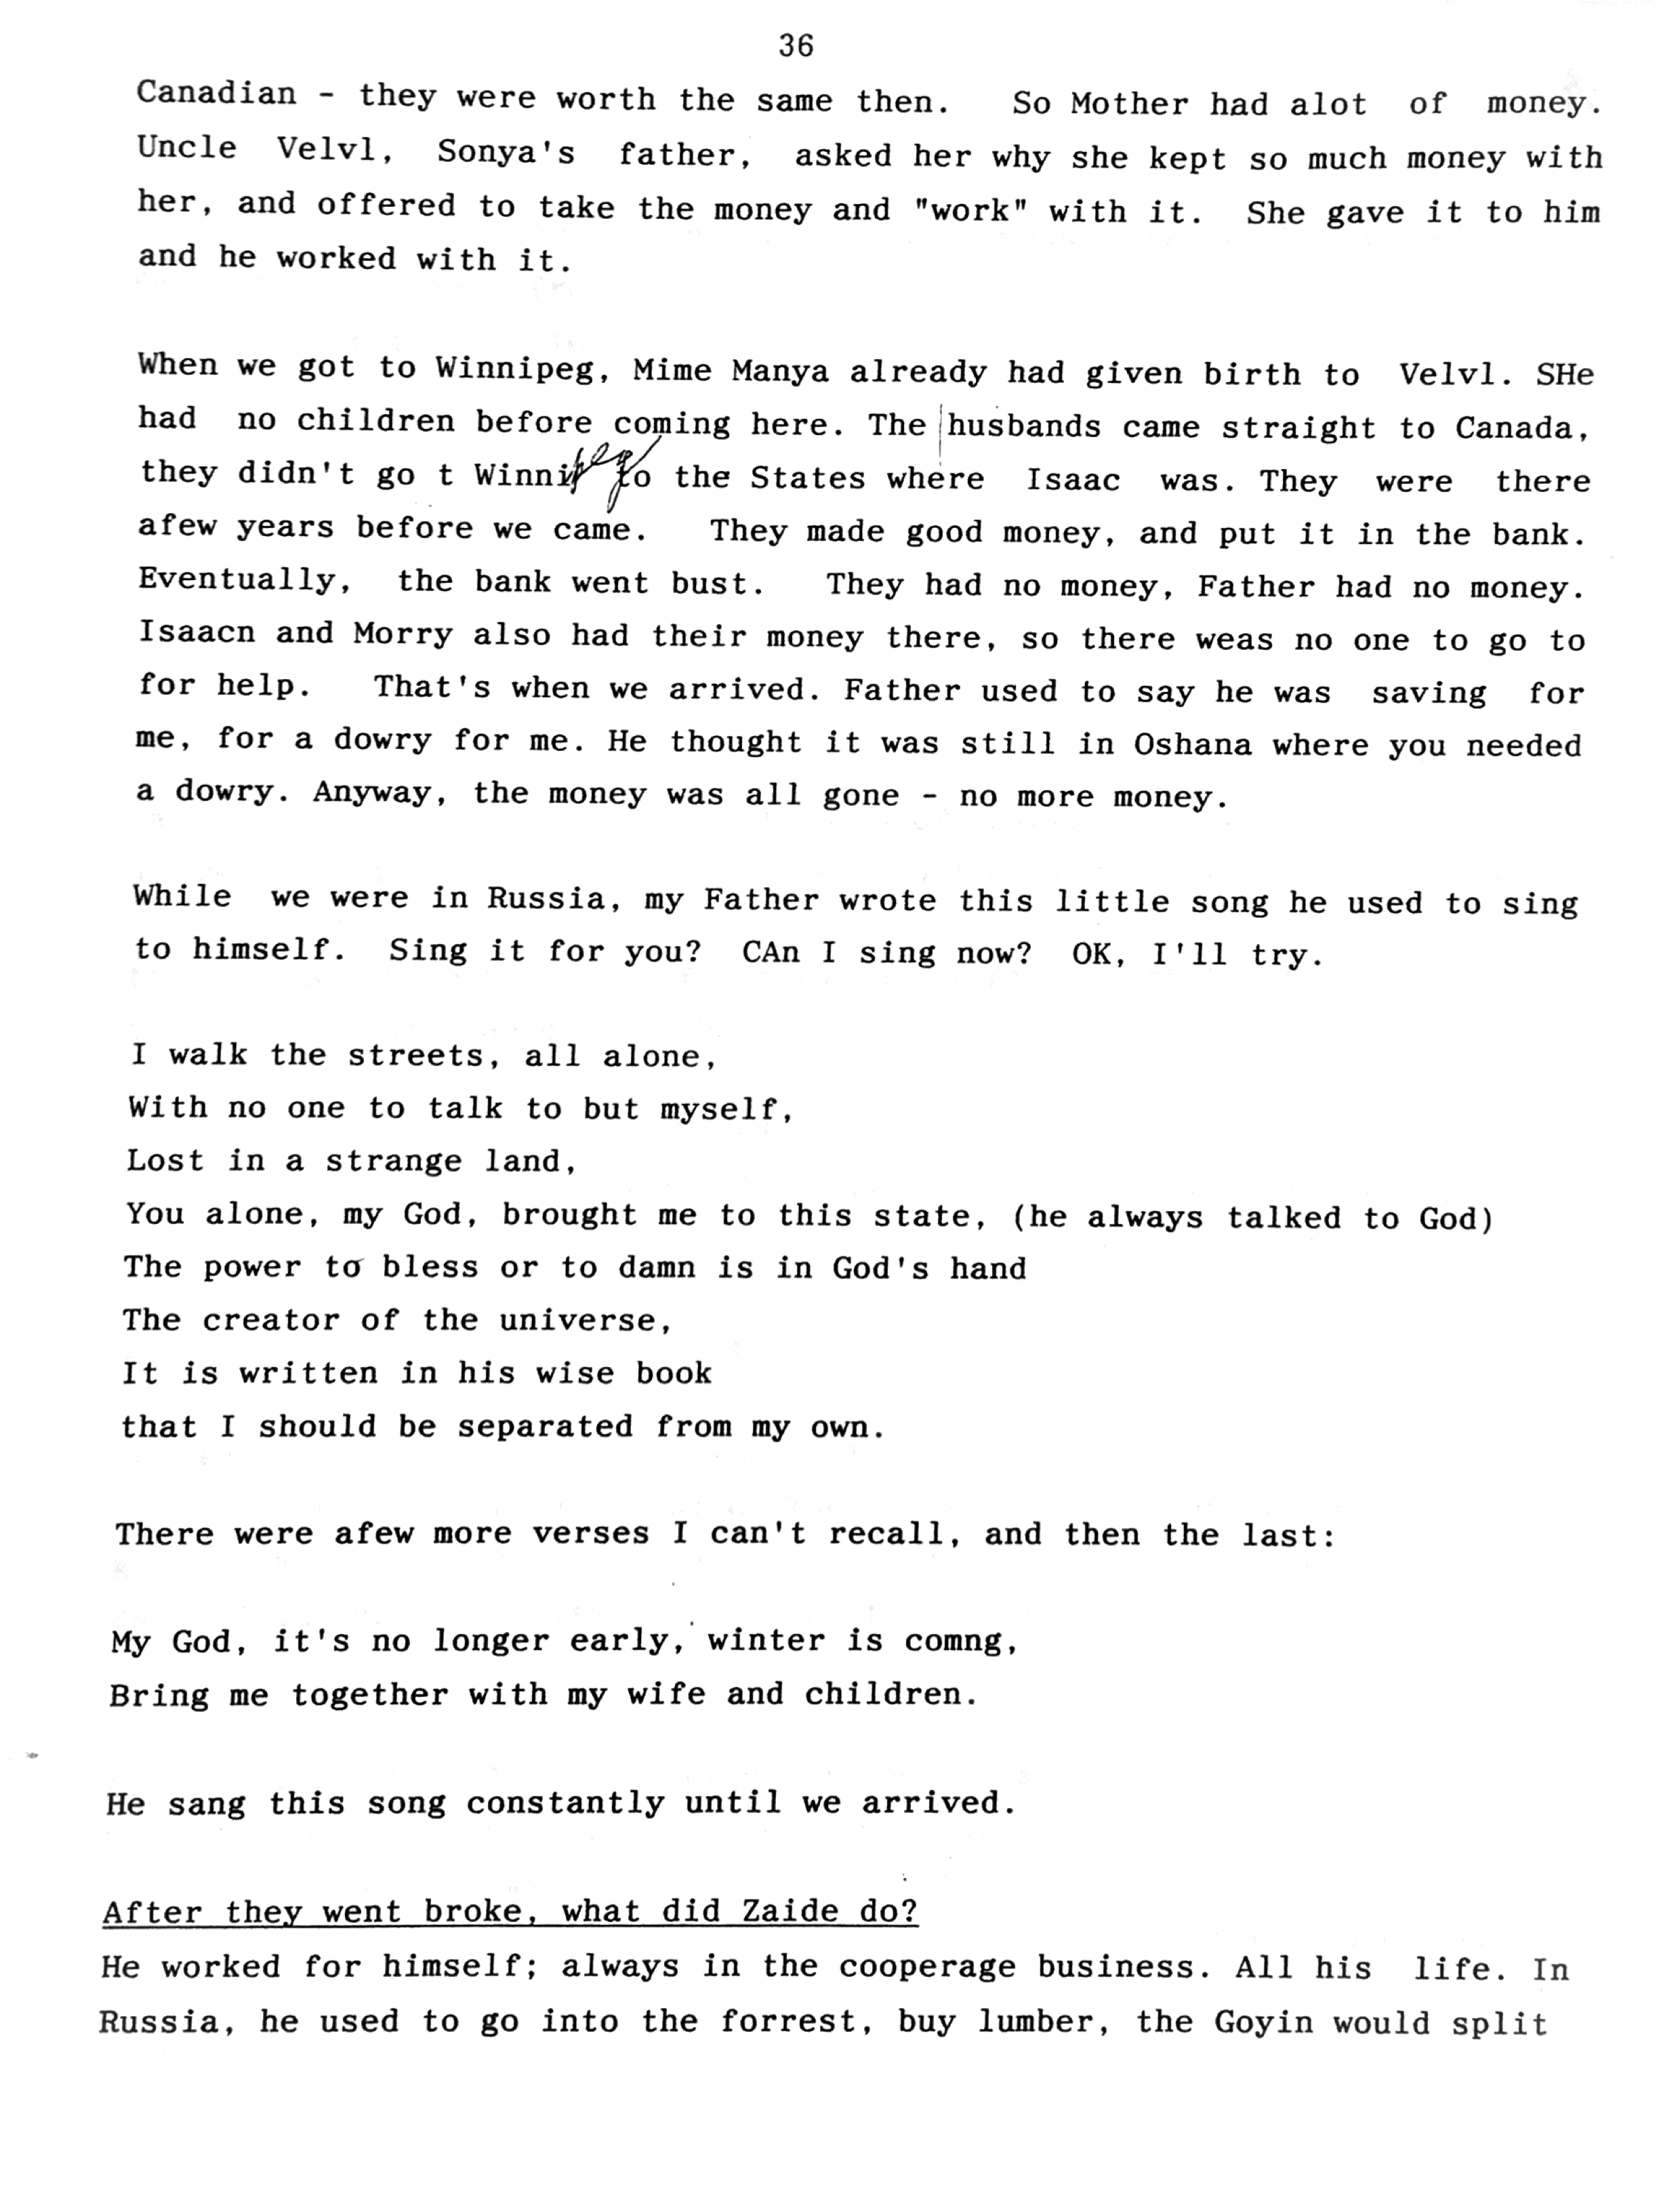 36
Canadian - they were worth the same then. So Mother had alot of money.
Uncle Velvl, Sonya's father, asked her why she kept so much money with
her, and offered to take the money and "work" with it. She gave it to him
and he worked with it.
When we got to Winnipeg, Mime Manya already had given birth to Velvl. SHe
had no children before coming here. The husbands came straight to Canada,
they didn't go t Winnipeg to the States where Isaac was. They were there
afew years before we came. They made good money, and put it in the bank.
Eventually, the bank went bust. They had no money, Father had no money.
Isaacn and Morry also had their money there, so there weas no one to go to
for help. That's when we arrived. Father used to say he was saving for
me, for a dowry for me. He thought it was still in Oshana where you needed
a dowry. Anyway, the money was all gone - no more money.
While we were in Russia, my Father wrote this little song he used to sing
to himself. Sing it for you? CAn I sing now? OK, I'll try.
I walk the streets, all alone,
With no one to talk to but myself,
Lost in a strange land,
You alone, my God, brought me to this state, (he always talked to God)
The power to bless or to damn is in God's hand
The creator of the universe,
It is written in his wise book
that I should be separated from my own.
There were afew more verses I can't recall, and then the last:
My God, it's no longer early, winter is comng,
Bring me together with my wife and children.
He sang this song constantly until we arrived.
After they went broke, what did Zaide do?
He worked for himself; always in the cooperage business. All his life. In
Russia, he used to go into the forrest, buy lumber, the Goyin would split